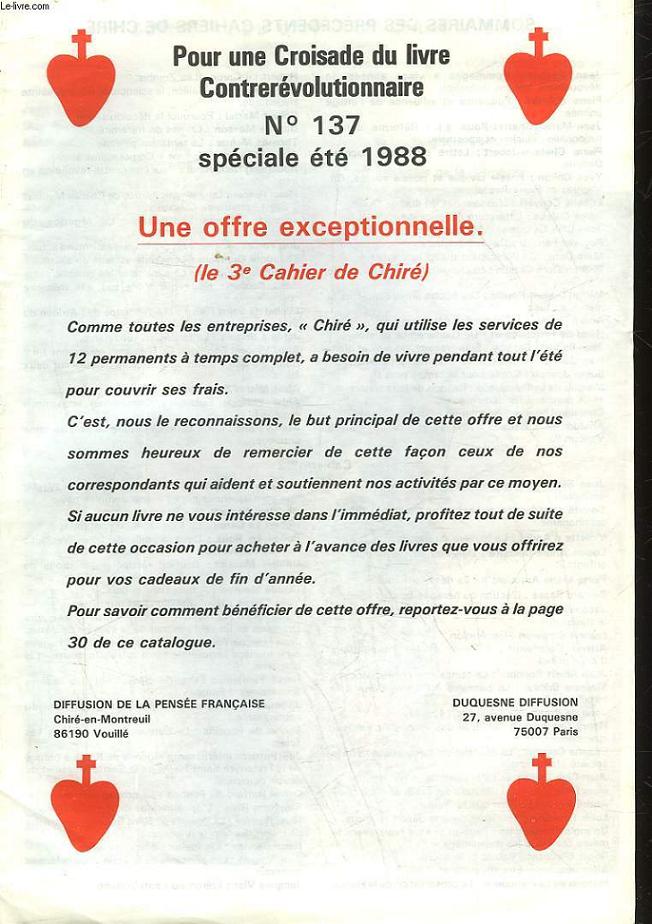 Le-livre.com
Pour une Croisade du livre
Contrerévolutionnaire
N° 137
spéciale été 1988
Une offre exceptionnelle.
(le 3e Cahier de Chiré)
Comme toutes les entreprises, « Chiré », qui utilise les services de
12 permanents à temps complet, a besoin de vivre pendant tout l'été
pour couvrir ses frais.
C'est, nous le reconnaissons, le but principal de cette offre et nous
sommes heureux de remercier de cette façon ceux de nos
correspondants qui aident et soutiennent nos activités par ce moyen.
Si aucun livre ne vous intéresse dans l'immédiat, profitez tout de suite
de cette occasion pour acheter à l'avance des livres que vous offrirez
pour vos cadeaux de fin d'année.
Pour savoir comment bénéficier de cette offre, reportez-vous à la page
30 de ce catalogue.
DIFFUSION DE LA PENSÉE FRANÇAISE
Chiré-en-Montreuil
86190 Vouillé
DUQUESNE DIFFUSION
27, avenue Duquesne
75007 Paris